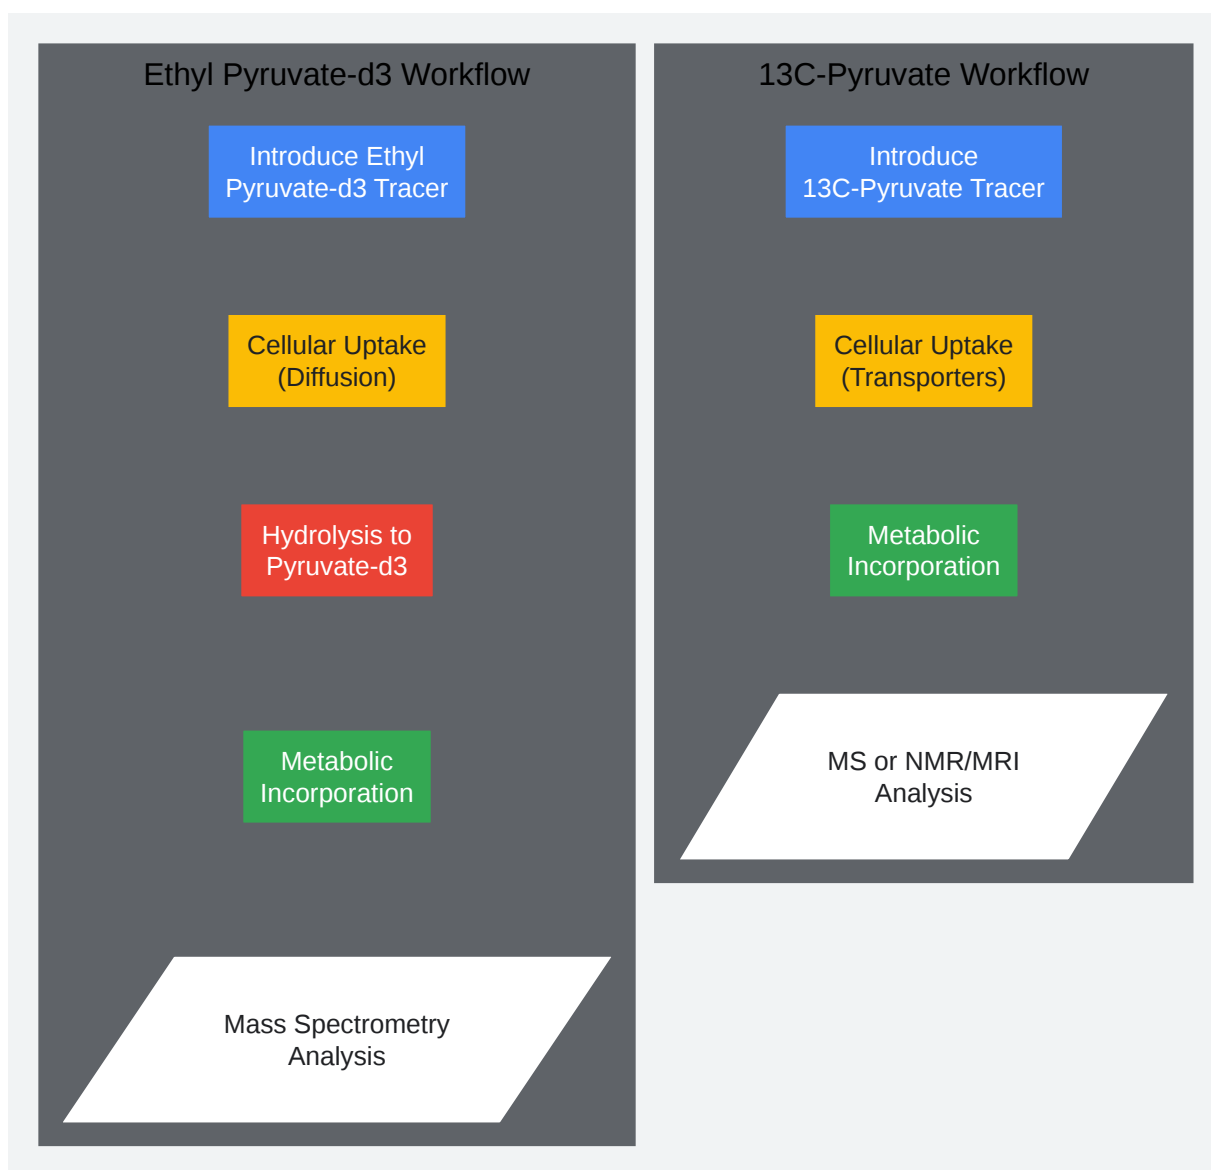 Ethyl Pyruvate-d3 Workflow
Introduce Ethyl
Pyruvate-d3 Tracer
Cellular Uptake
(Diffusion)
Hydrolysis to
Pyruvate-d3
Metabolic
Incorporation
Mass Spectrometry
Analysis
13C-Pyruvate Workflow
Introduce
13C-Pyruvate Tracer
Cellular Uptake
(Transporters)
Metabolic
Incorporation
MS or NMR/MRI
Analysis